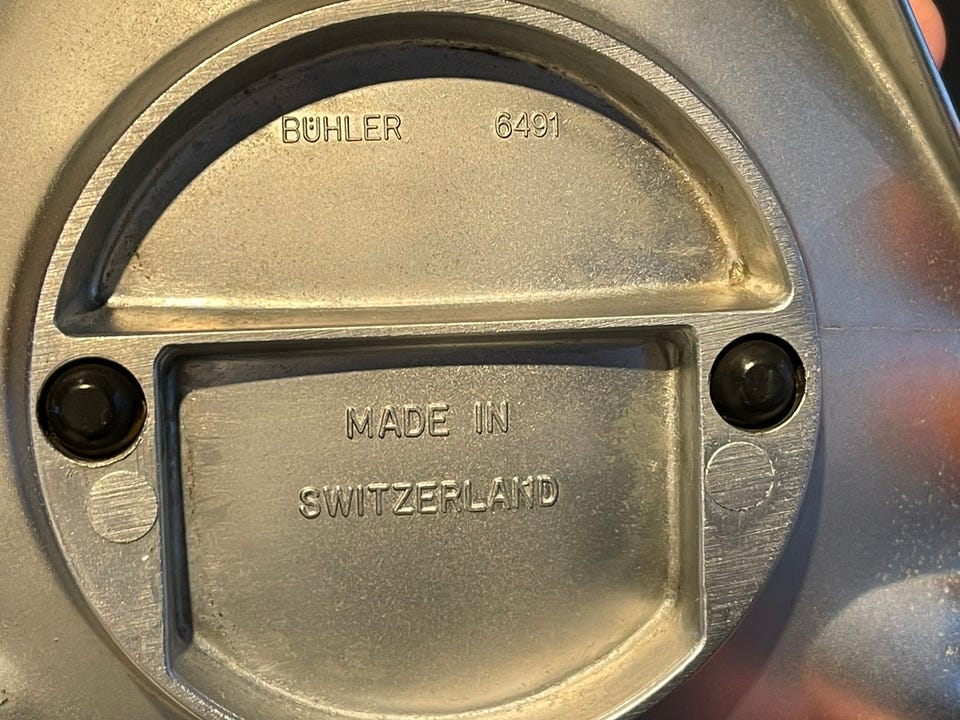 BÜHLER 6491
MADE IN
SWITZERLAND